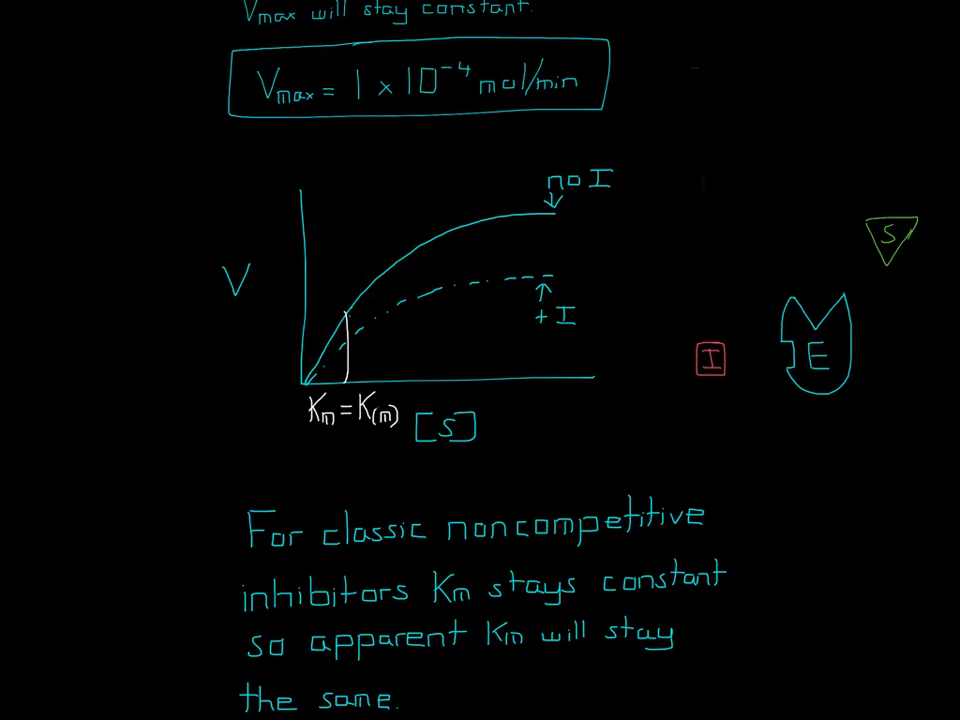 Vmax will stay constant.
Vmax = 1 x 10^-4 mol/min
no I
S
V
+ I
I
E
Km = K(m)
[S]
For classic noncompetitive
inhibitors Km stays constant
so apparent Km will stay
the same.